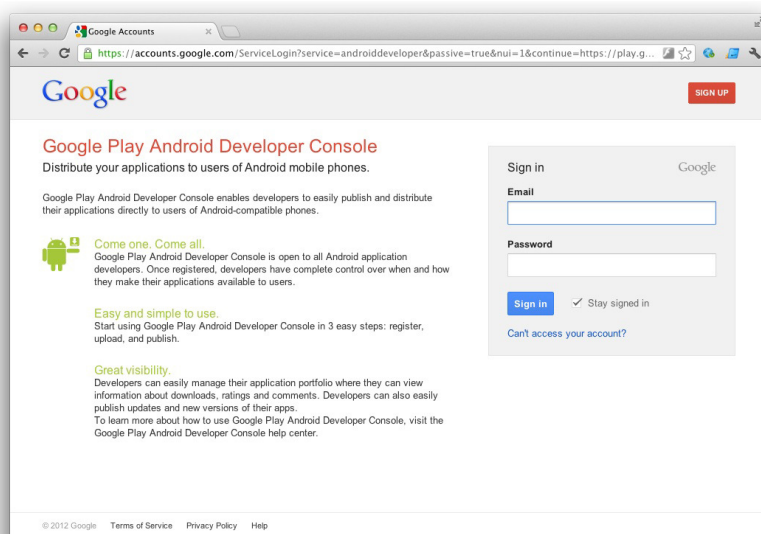 Google Accounts
https://accounts.google.com/ServiceLogin?service=androiddeveloper&passive=true&nui=1&continue=https://play.g...
Google
SIGN UP
Google Play Android Developer Console
Distribute your applications to users of Android mobile phones.
Google Play Android Developer Console enables developers to easily publish and distribute
their applications directly to users of Android-compatible phones.
Come one. Come all.
Google Play Android Developer Console is open to all Android application
developers. Once registered, developers have complete control over when and how
they make their applications available to users.
Easy and simple to use.
Start using Google Play Android Developer Console in 3 easy steps: register,
upload, and publish.
Great visibility.
Developers can easily manage their application portfolio where they can view
information about downloads, ratings and comments. Developers can also easily
publish updates and new versions of their apps.
To learn more about how to use Google Play Android Developer Console, visit the
Google Play Android Developer Console help center.
Sign in
Google
Email
Password
Sign in
Stay signed in
Can't access your account?
© 2012 Google Terms of Service Privacy Policy Help